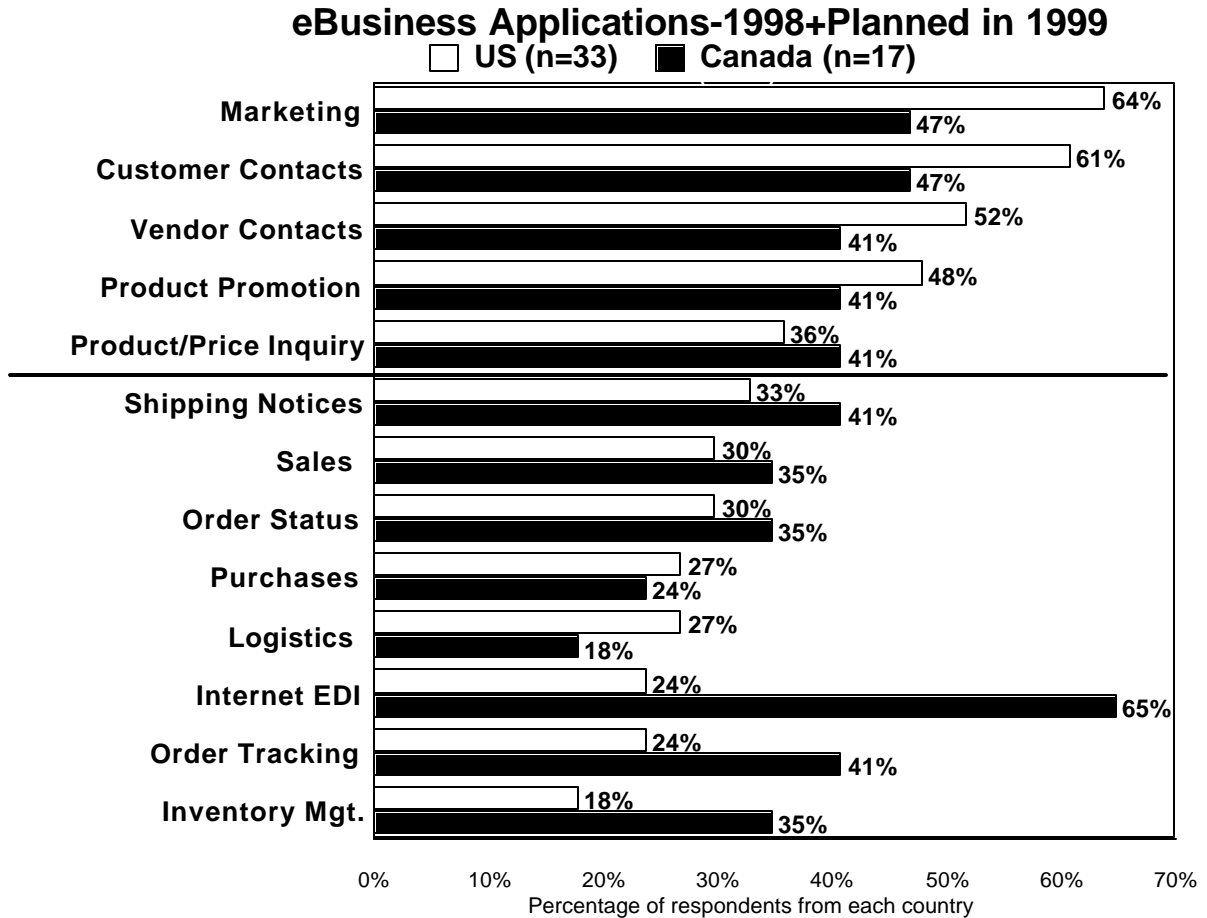 eBusiness Applications-1998+Planned in 1999
US (n=33) Canada (n=17)
Marketing 64%
47%
Customer Contacts 61%
47%
Vendor Contacts 52%
41%
Product Promotion 48%
41%
Product/Price Inquiry 36%
41%
Shipping Notices 33%
41%
Sales 30%
35%
Order Status 30%
35%
Purchases 27%
24%
Logistics 27%
18%
Internet EDI 24%
65%
Order Tracking 24%
41%
Inventory Mgt. 18%
35%
0% 10% 20% 30% 40% 50% 60% 70%
Percentage of respondents from each country